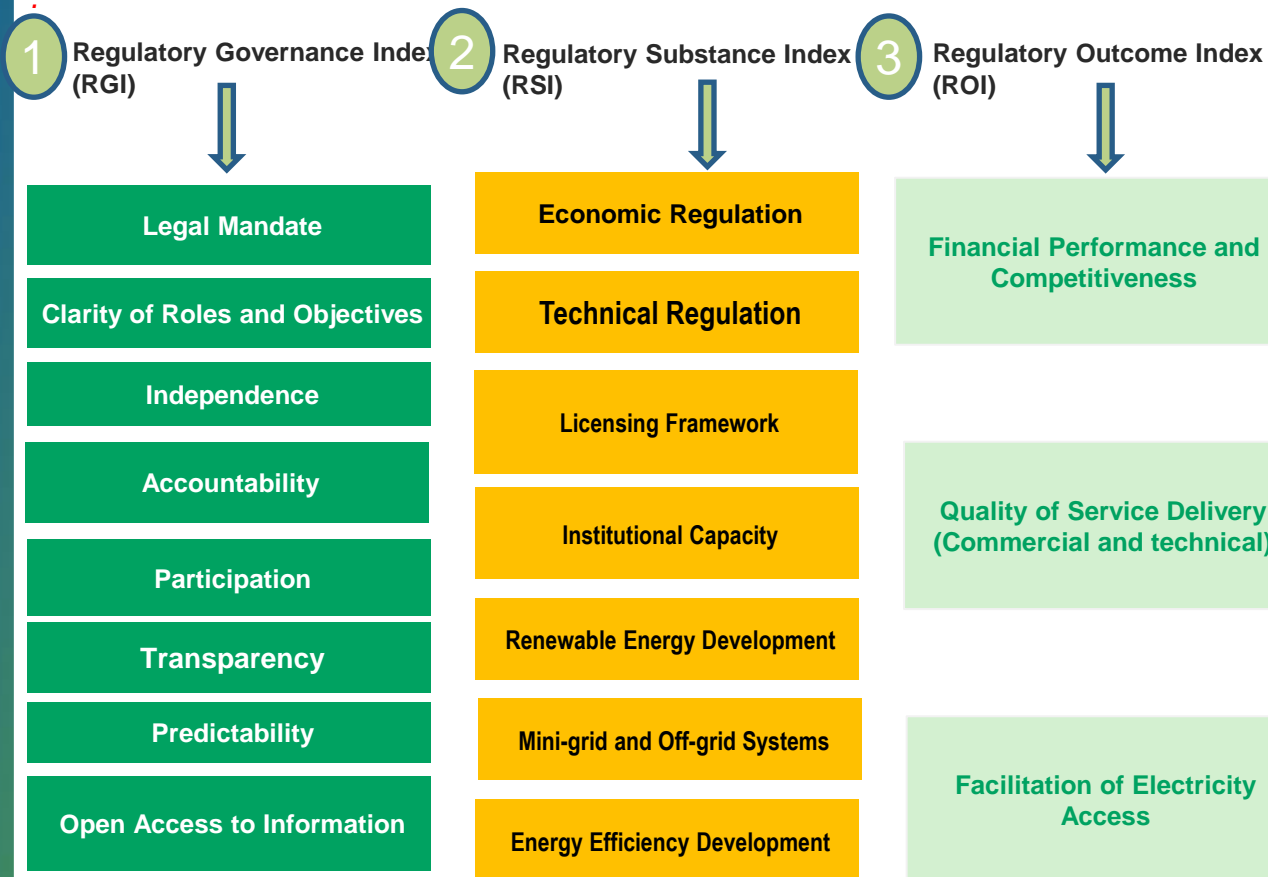 1
Regulatory Governance Index
(RGI)
Legal Mandate
Clarity of Roles and Objectives
Independence
Accountability
Participation
Transparency
Predictability
Open Access to Information
2
Regulatory Substance Index
(RSI)
Economic Regulation
Technical Regulation
Licensing Framework
Institutional Capacity
Renewable Energy Development
Mini-grid and Off-grid Systems
Energy Efficiency Development
3
Regulatory Outcome Index
(ROI)
Financial Performance and
Competitiveness
Quality of Service Delivery
(Commercial and technical)
Facilitation of Electricity
Access